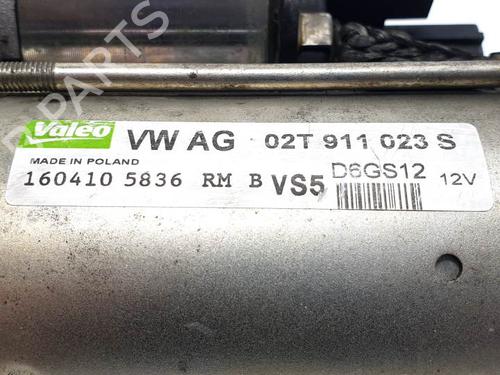 Valeo VW AG 02T 911 023 S
MADE IN POLAND
160410 5836 RM B VS5 D6GS12 12V